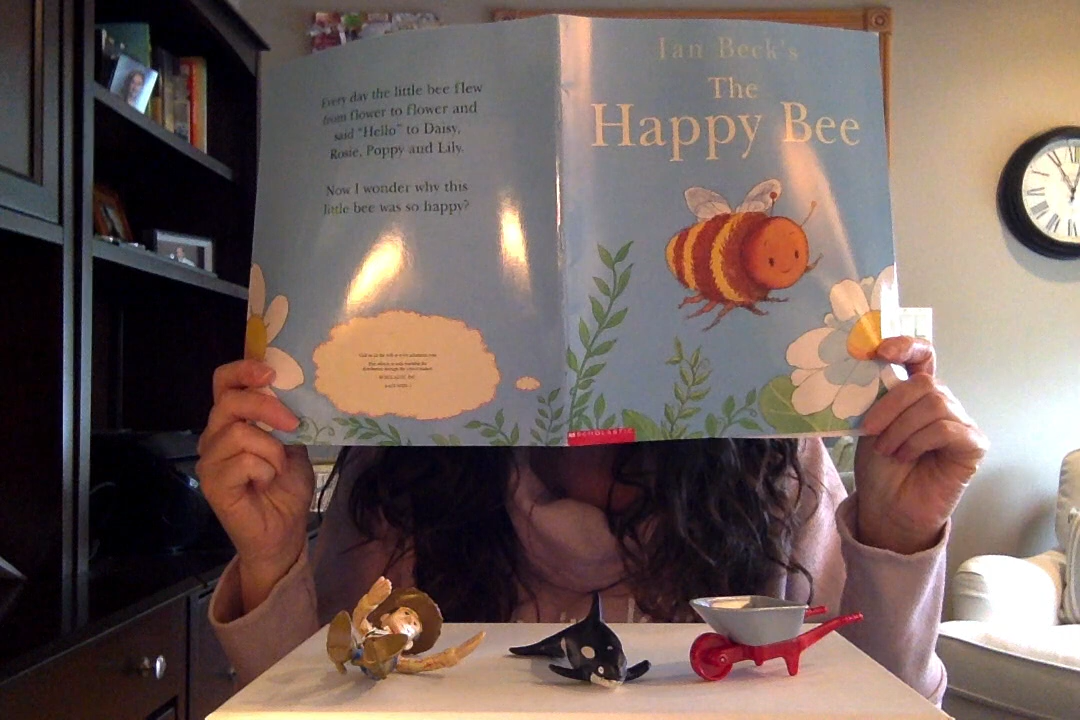 Every day the little bee flew
from flower to flower and
said "Hello" to Daisy,
Rosie, Poppy and Lily.
Now I wonder why this
little bee was so happy?
Ian Beck's
The
Happy Bee
SCHOLASTIC